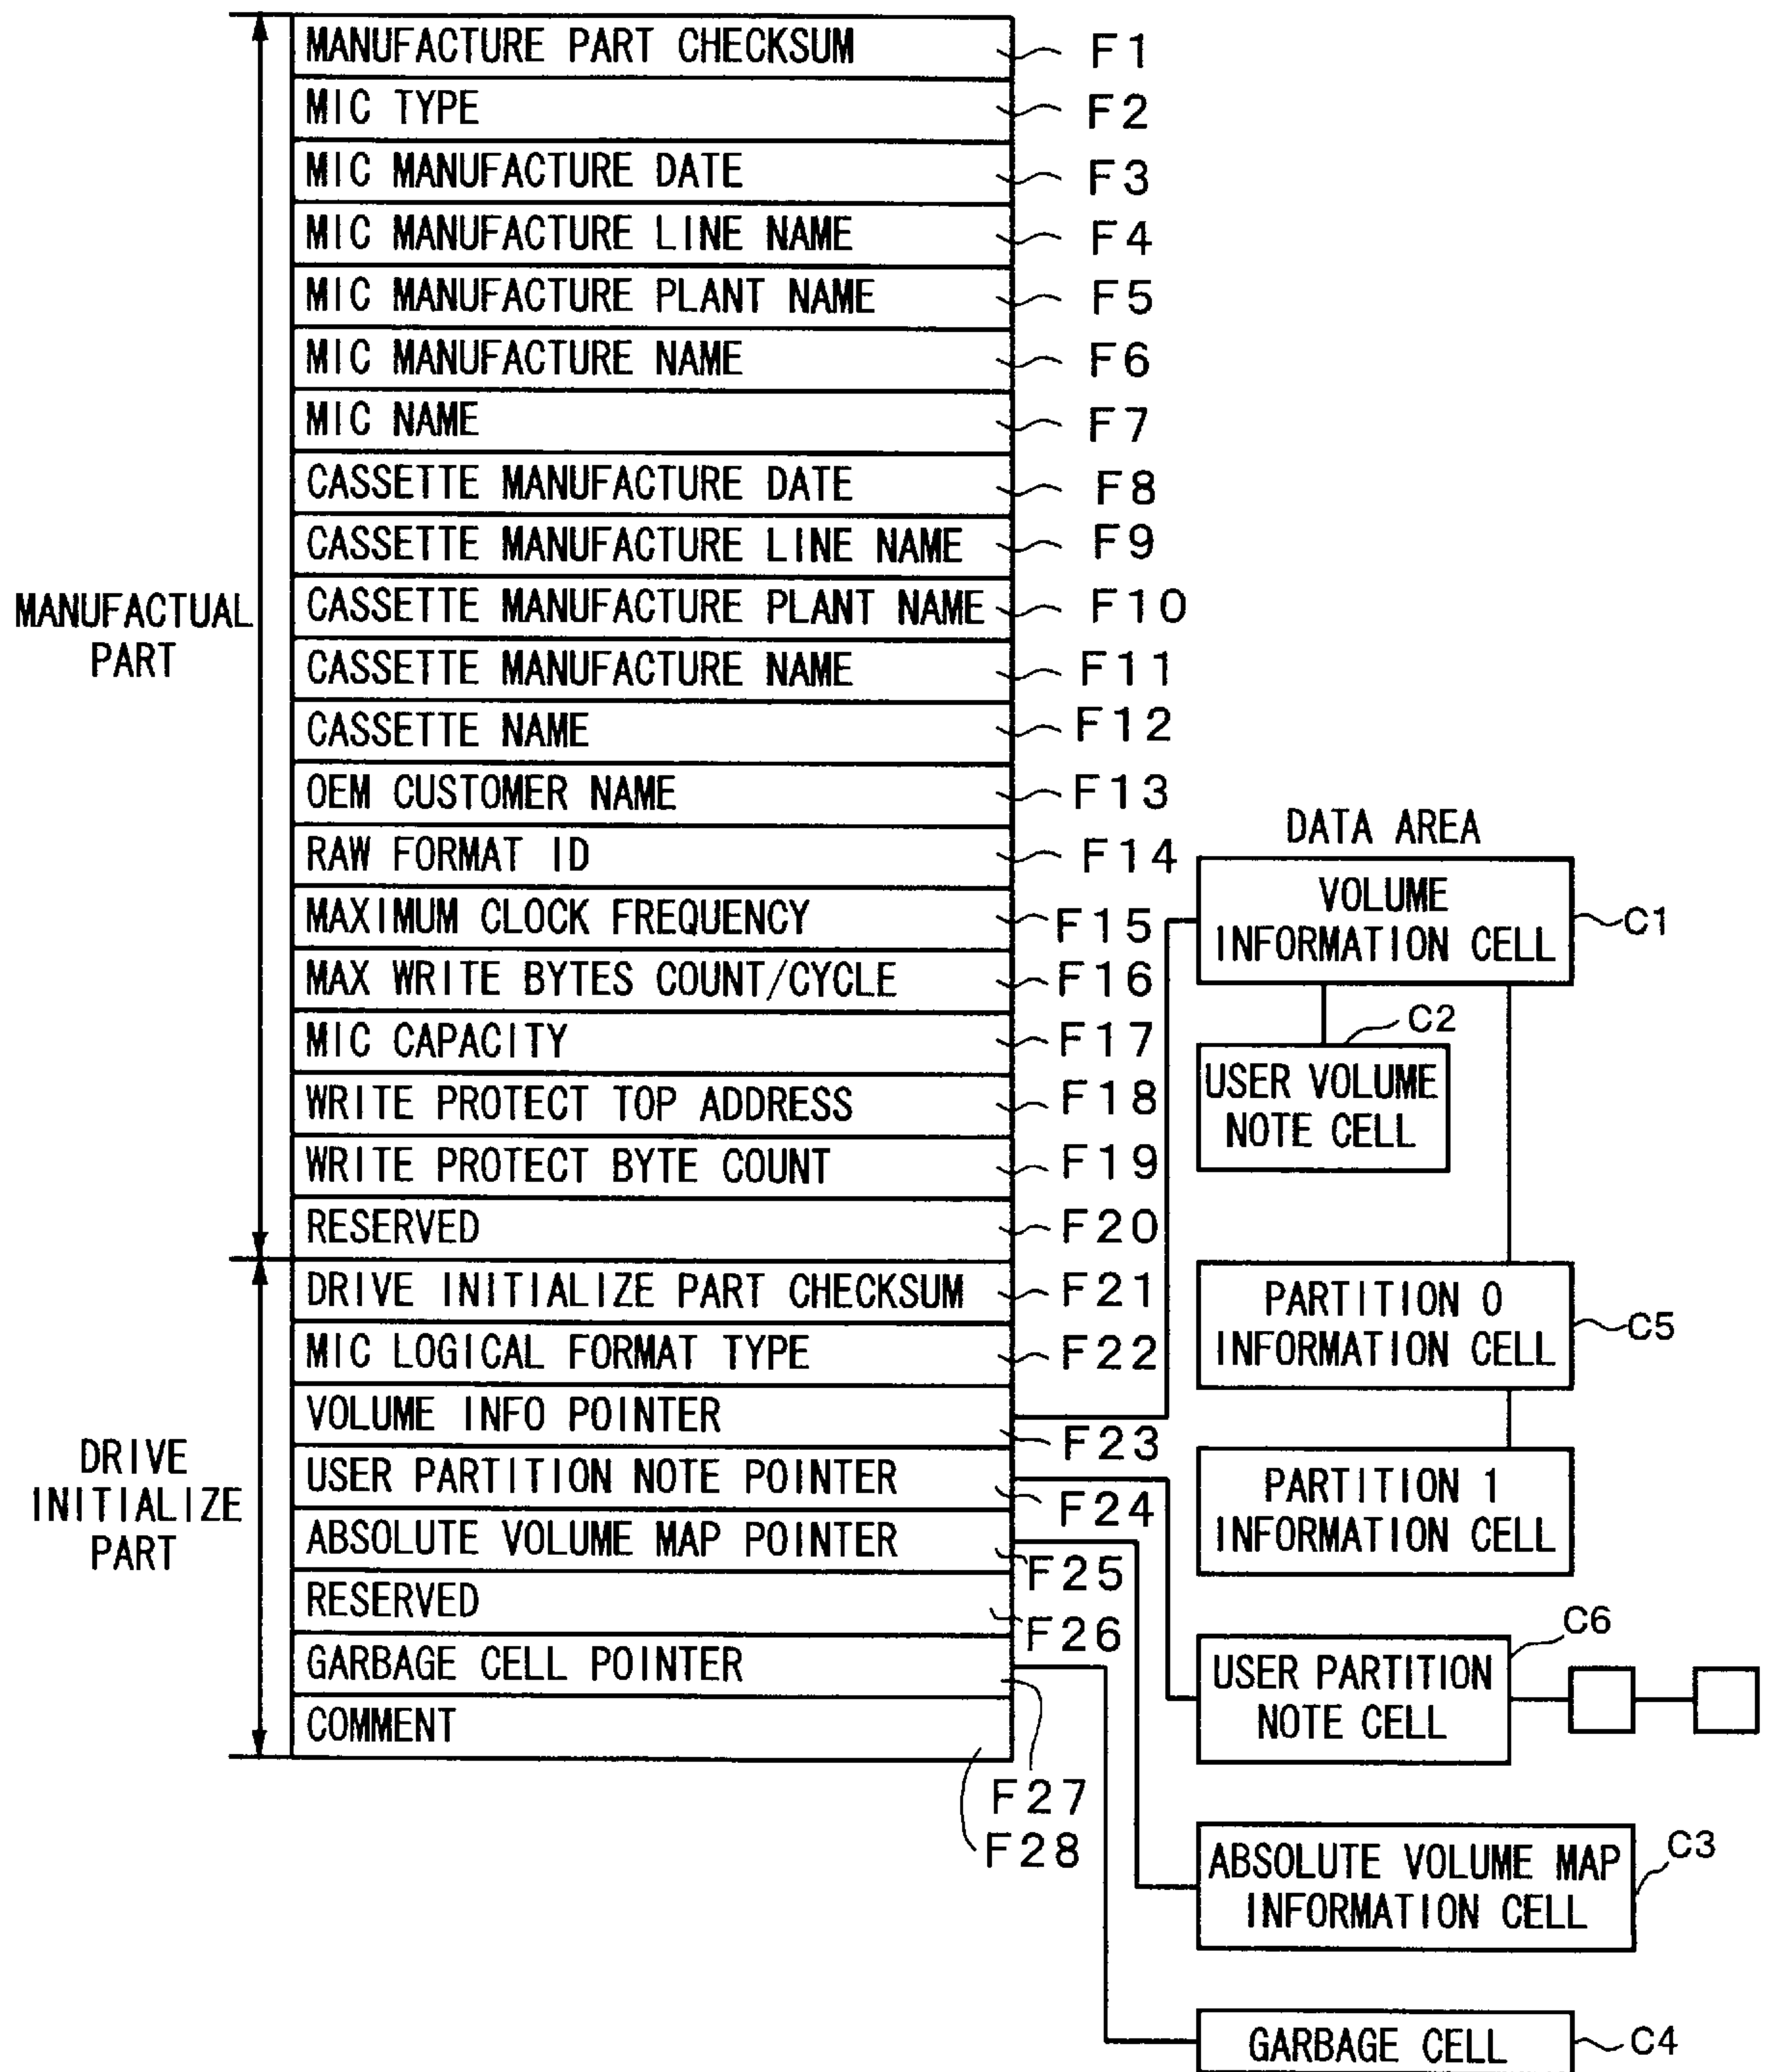 MANUFACTURE PART CHECKSUM F1
MIC TYPE F2
MIC MANUFACTURE DATE F3
MIC MANUFACTURE LINE NAME F4
MIC MANUFACTURE PLANT NAME F5
MIC MANUFACTURE NAME F6
MIC NAME F7
CASSETTE MANUFACTURE DATE F8
CASSETTE MANUFACTURE LINE NAME F9
CASSETTE MANUFACTURE PLANT NAME F10
CASSETTE MANUFACTURE NAME F11
CASSETTE NAME F12
OEM CUSTOMER NAME F13
RAW FORMAT ID F14
MAXIMUM CLOCK FREQUENCY F15
MAX WRITE BYTES COUNT/CYCLE F16
MIC CAPACITY F17
WRITE PROTECT TOP ADDRESS F18
WRITE PROTECT BYTE COUNT F19
RESERVED F20
MANUFACTUAL
PART
DRIVE INITIALIZE PART CHECKSUM F21
MIC LOGICAL FORMAT TYPE F22
VOLUME INFO POINTER F23
USER PARTITION NOTE POINTER F24
ABSOLUTE VOLUME MAP POINTER F25
RESERVED F26
GARBAGE CELL POINTER F27
COMMENT F28
DRIVE
INITIALIZE
PART
DATA AREA
VOLUME
INFORMATION CELL C1
C2
USER VOLUME
NOTE CELL
PARTITION 0
INFORMATION CELL C5
PARTITION 1
INFORMATION CELL
C6
USER PARTITION
NOTE CELL
C3
ABSOLUTE VOLUME MAP
INFORMATION CELL
GARBAGE CELL C4